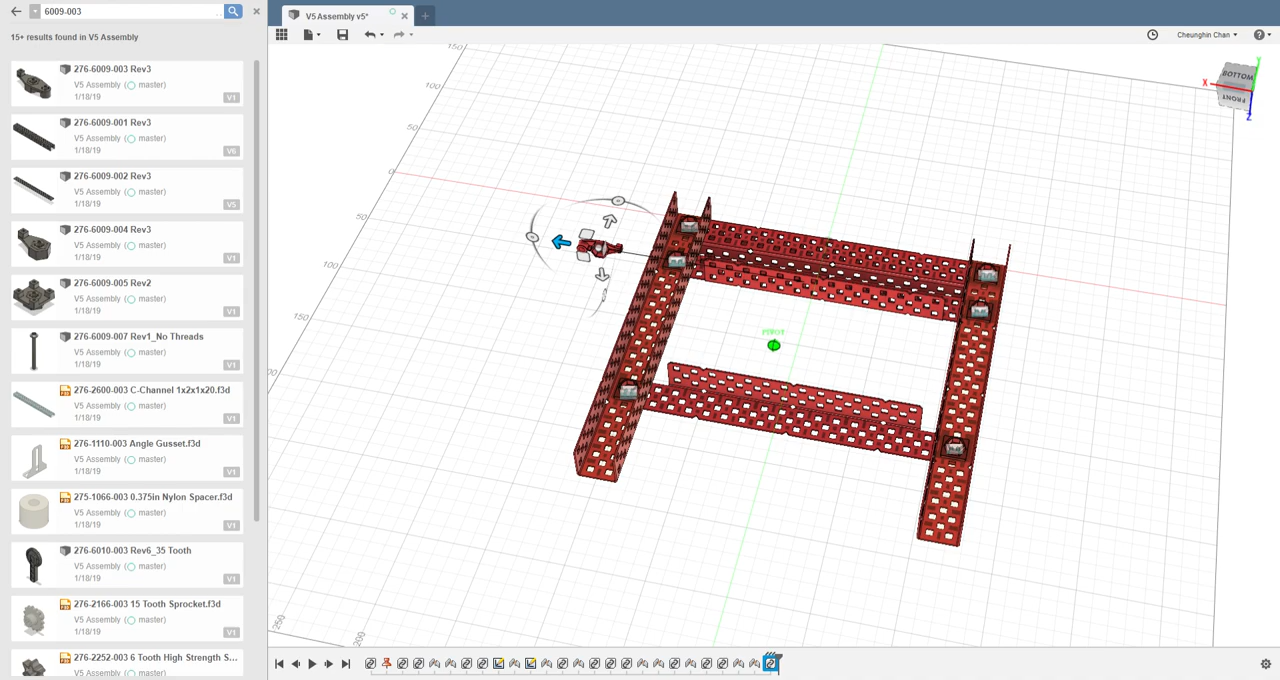 6009-003
V5 Assembly v5*
Cheunghin Chan
15+ results found in V5 Assembly
276-6009-003 Rev3
V5 Assembly ( master)
1/18/19
V1
276-6009-001 Rev3
V5 Assembly ( master)
1/18/19
V6
276-6009-002 Rev3
V5 Assembly ( master)
1/18/19
V5
276-6009-004 Rev3
V5 Assembly ( master)
1/18/19
V1
276-6009-005 Rev2
V5 Assembly ( master)
1/18/19
V1
276-6009-007 Rev1_No Threads
V5 Assembly ( master)
1/18/19
V1
276-2600-003 C-Channel 1x2x1x20.f3d
V5 Assembly ( master)
1/18/19
V1
276-1110-003 Angle Gusset.f3d
V5 Assembly ( master)
1/18/19
V1
275-1066-003 0.375in Nylon Spacer.f3d
V5 Assembly ( master)
1/18/19
V1
276-6010-003 Rev6_35 Tooth
V5 Assembly ( master)
1/18/19
V1
276-2166-003 15 Tooth Sprocket.f3d
V5 Assembly ( master)
1/18/19
V1
276-2252-003 6 Tooth High Strength S...
V5 Assembly ( master)
150
100
50
0
50
100
150
250
200
PIVOT
BOTTOM
FRONT
X
Y
Z